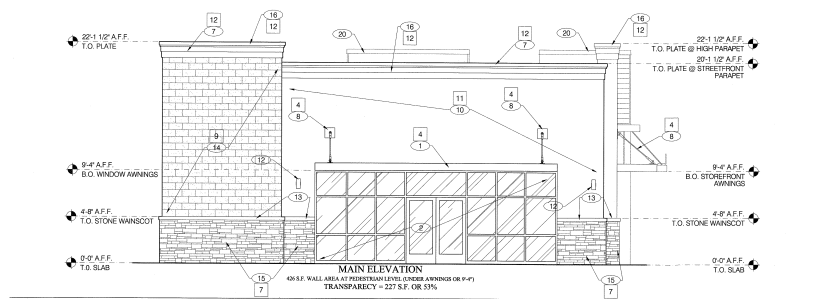 12
7
16
12
20
16
12
12
7
20
16
12
22'-1 1/2" A.F.F.
T.O. PLATE
22'-1 1/2" A.F.F.
T.O. PLATE @ HIGH PARAPET
20'-1 1/2" A.F.F.
T.O. PLATE @ STREETFRONT
PARAPET
4
8
11
10
4
8
9
14
4
1
4
8
12
9'-4" A.F.F.
B.O. WINDOW AWNINGS
9'-4" A.F.F.
B.O. STOREFRONT
AWNINGS
13
12
13
4'-8" A.F.F.
T.O. STONE WAINSCOT
4'-8" A.F.F.
T.O. STONE WAINSCOT
2
0'-0" A.F.F.
T.O. SLAB
0'-0" A.F.F.
T.O. SLAB
15
7
15
7
MAIN ELEVATION
426 S.F. WALL AREA AT PEDESTRIAN LEVEL (UNDER AWNINGS OR 9'-4")
TRANSPARECY = 227 S.F. OR 53%